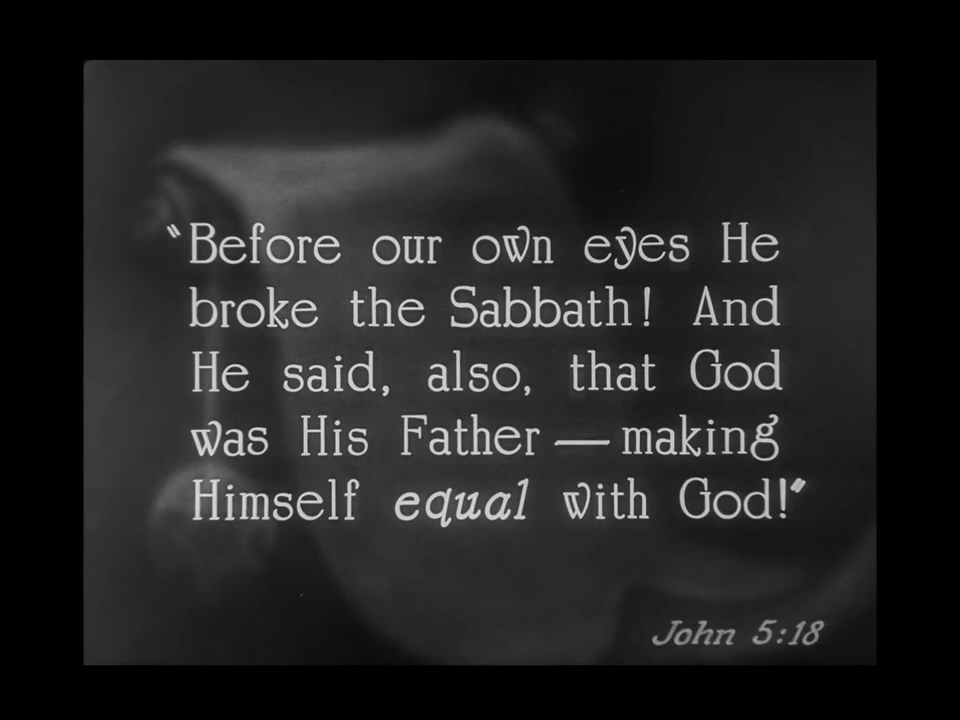 "Before our own eyes He
broke the Sabbath! And
He said, also, that God
was His Father — making
Himself equal with God!"
John 5:18